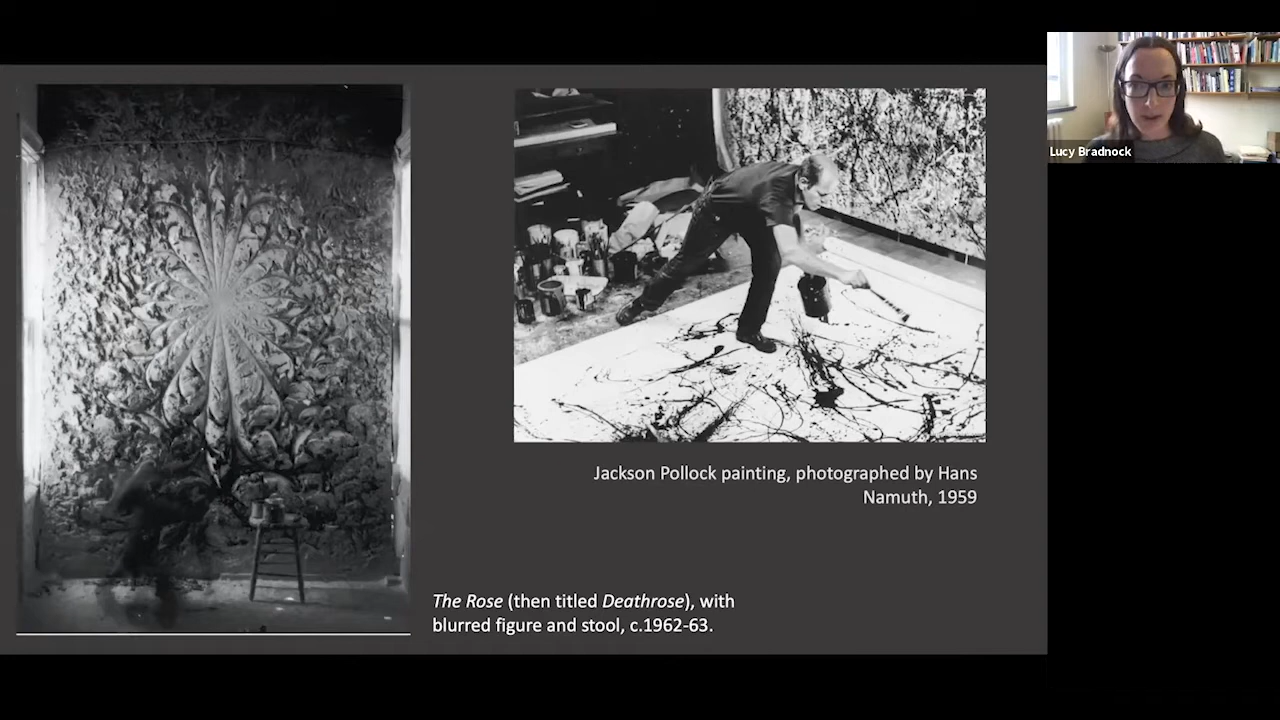 Lucy Bradnock
Jackson Pollock painting, photographed by Hans
Namuth, 1959
The Rose (then titled Deathrose), with
blurred figure and stool, c.1962-63.